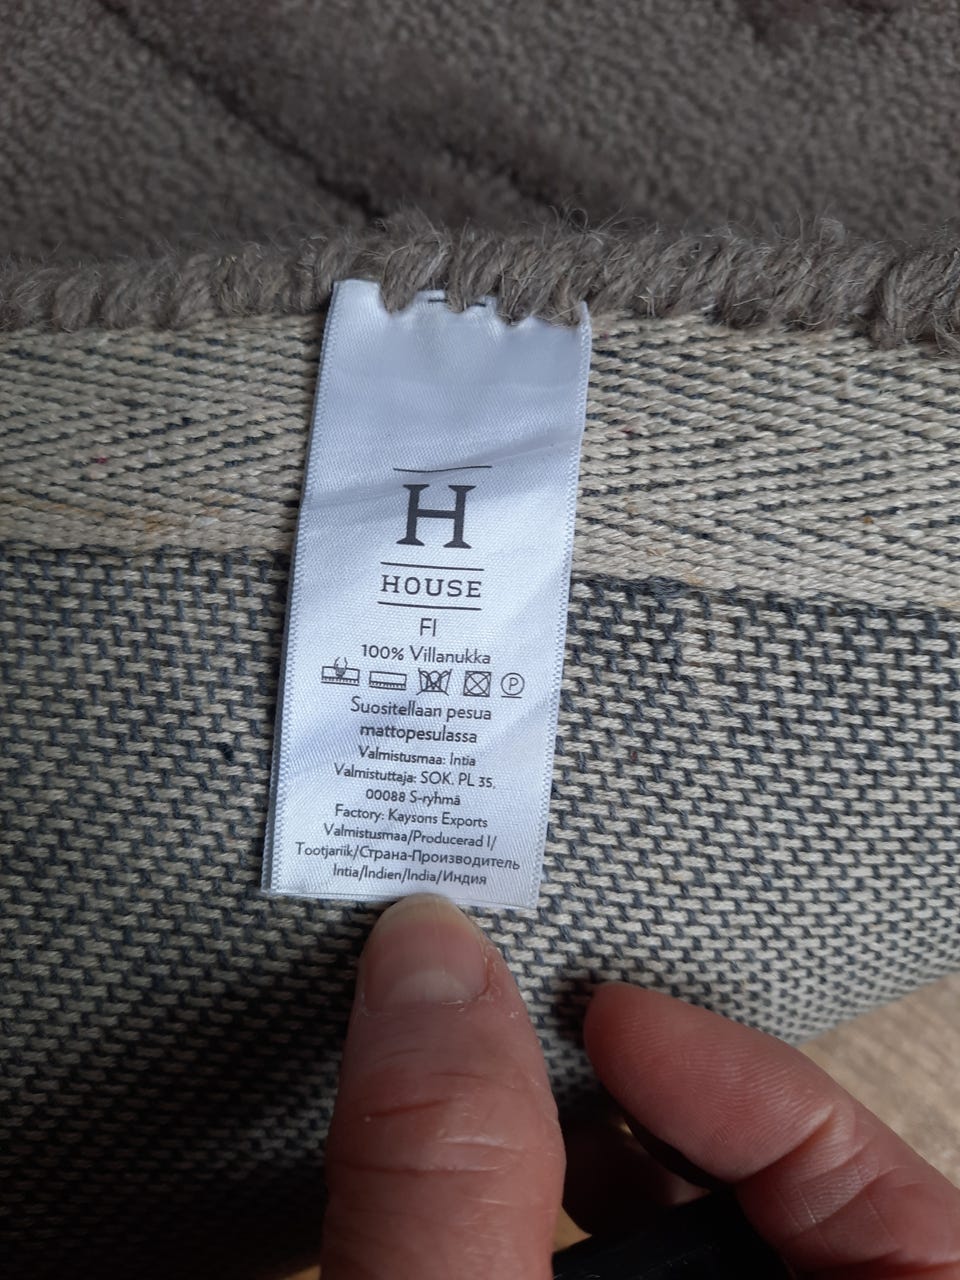 H
HOUSE
FI
100% Villanukka
P
Suositellaan pesua
mattopesulassa
Valmistusmaa: Intia
Valmistuttaja: SOK, PL 35,
00088 S-ryhmä
Factory: Kaysons Exports
Valmistusmaa/Producerad I/
Tootjariik/Страна-Производитель
Intia/Indien/India/Индия